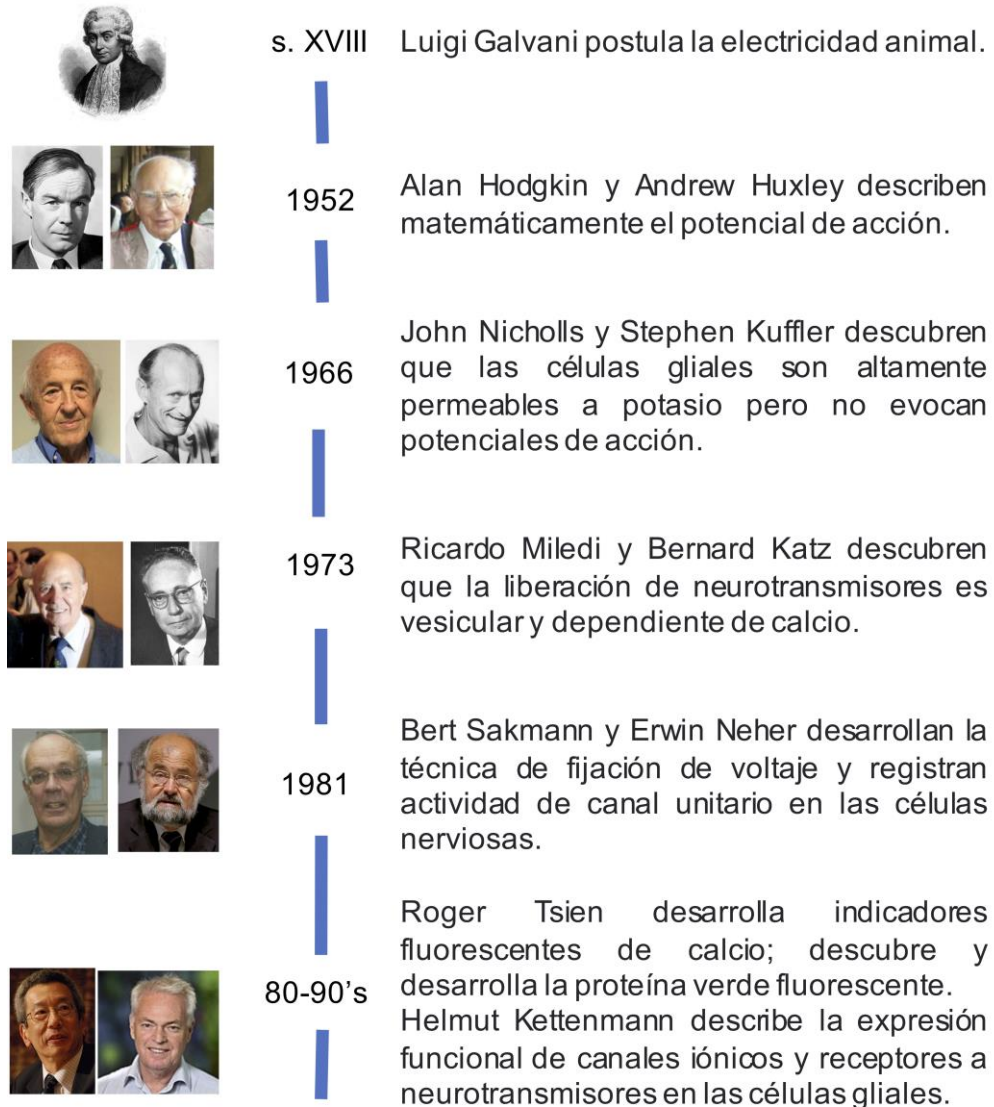 s. XVIII Luigi Galvani postula la electricidad animal.
1952
Alan Hodgkin y Andrew Huxley describen
matemáticamente el potencial de acción.
1966
John Nicholls y Stephen Kuffler descubren
que las células gliales son altamente
permeables a potasio pero no evocan
potenciales de acción.
1973
Ricardo Miledi y Bernard Katz descubren
que la liberación de neurotransmisores es
vesicular y dependiente de calcio.
1981
Bert Sakmann y Erwin Neher desarrollan la
técnica de fijación de voltaje y registran
actividad de canal unitario en las células
nerviosas.
80-90's
Roger Tsien desarrolla indicadores
fluorescentes de calcio; descubre y
desarrolla la proteína verde fluorescente.
Helmut Kettenmann describe la expresión
funcional de canales iónicos y receptores a
neurotransmisores en las células gliales.